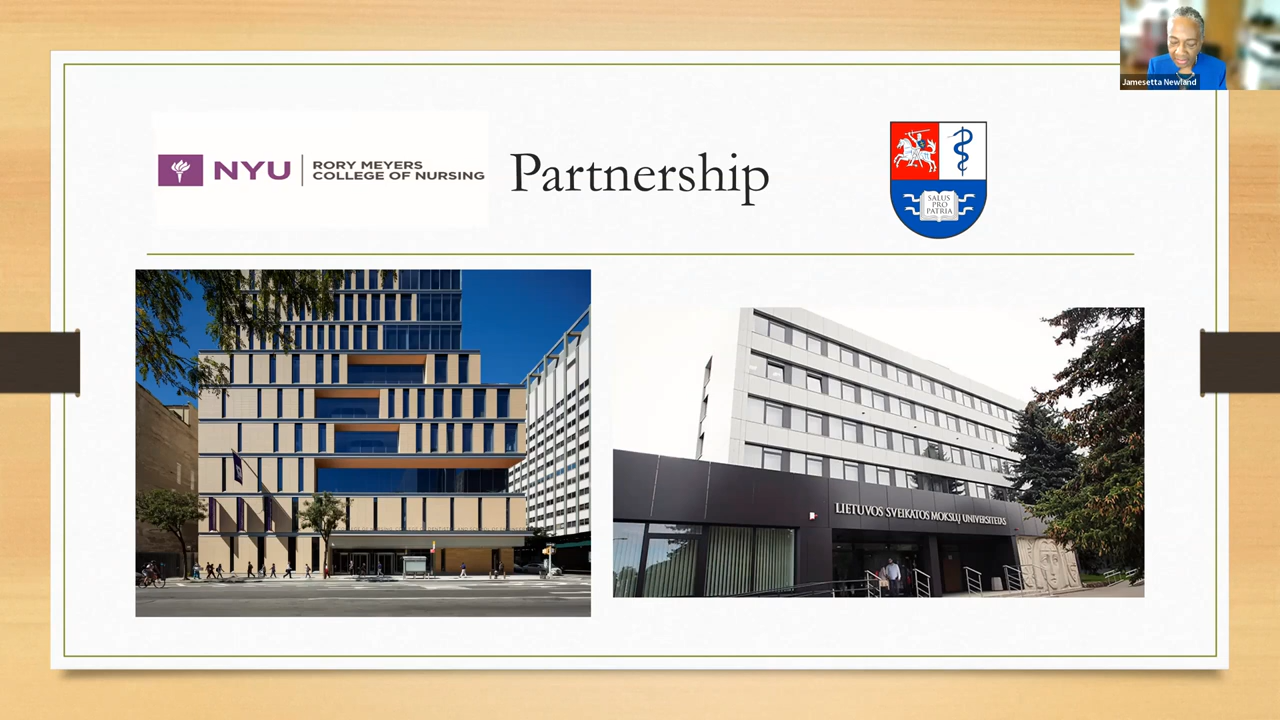 Jamesetta Newland
NYU
RORY MEYERS
COLLEGE OF NURSING
Partnership
SALUS
PRO
PATRIA
LIETUVOS SVEIKATOS MOKSLŲ UNIVERSITETAS